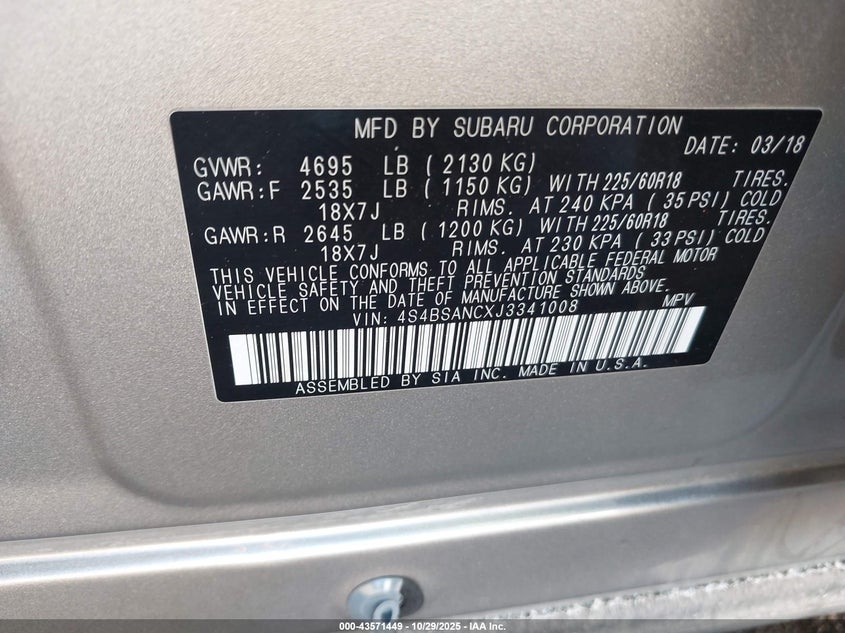 MFD BY SUBARU CORPORATION
DATE: 03/18
GVWR: 4695 LB ( 2130 KG)
GAWR:F 2535 LB ( 1150 KG) WITH 225/60R18 TIRES.
18X7J RIMS. AT 240 KPA ( 35 PSI) COLD
GAWR:R 2645 LB ( 1200 KG) WITH 225/60R18 TIRES.
18X7J RIMS. AT 230 KPA ( 33 PSI) COLD
THIS VEHICLE CONFORMS TO ALL APPLICABLE FEDERAL MOTOR
VEHICLE SAFETY AND THEFT PREVENTION STANDARDS
IN EFFECT ON THE DATE OF MANUFACTURE SHOWN ABOVE.
VIN: 4S4BSANCXJ3341008 MPV
ASSEMBLED BY SIA INC. MADE IN U.S.A.
000-43571449 - 10/29/2025 - IAA Inc.